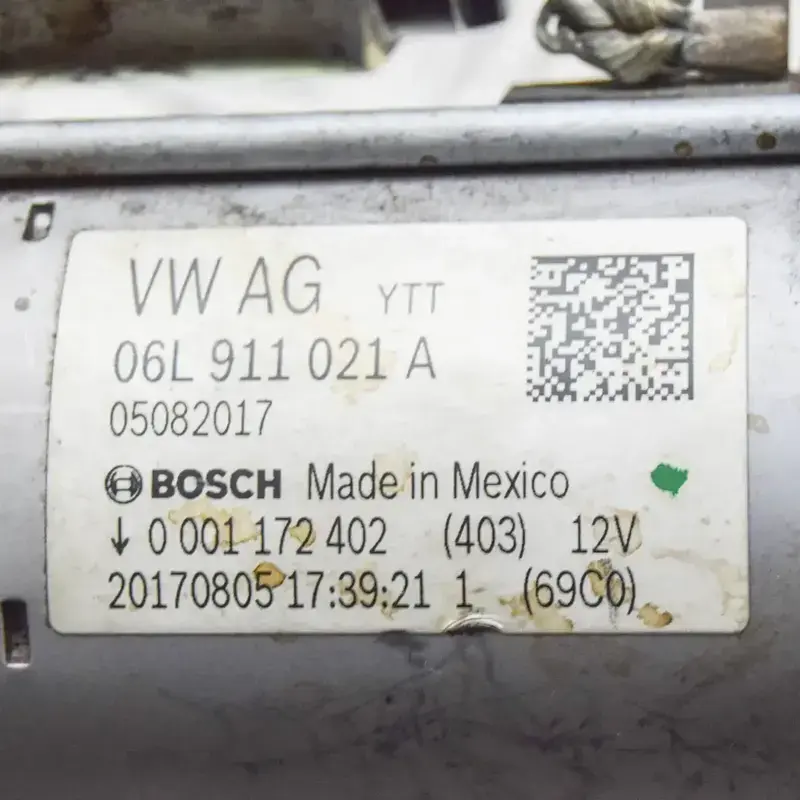 VW AG YTT
06L 911 021 A
05082017
BOSCH Made in Mexico
↓ 0 001 172 402 (403) 12V
20170805 17:39:21 1 (69C0)